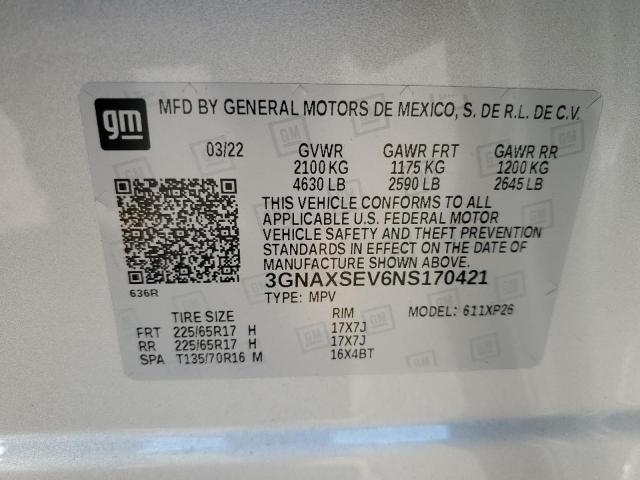 gm
MFD BY GENERAL MOTORS DE MEXICO, S. DE R.L. DE C.V.
03/22 GVWR GAWR FRT GAWR RR
2100 KG 1175 KG 1200 KG
4630 LB 2590 LB 2645 LB
THIS VEHICLE CONFORMS TO ALL
APPLICABLE U.S. FEDERAL MOTOR
VEHICLE SAFETY AND THEFT PREVENTION
STANDARDS IN EFFECT ON THE DATE OF
MANUFACTURE SHOWN ABOVE.
3GNAXSEV6NS170421
636R
TYPE: MPV MODEL: 611XP26
TIRE SIZE RIM
FRT 225/65R17 H 17X7J
RR 225/65R17 H 17X7J
SPA T135/70R16 M 16X4BT